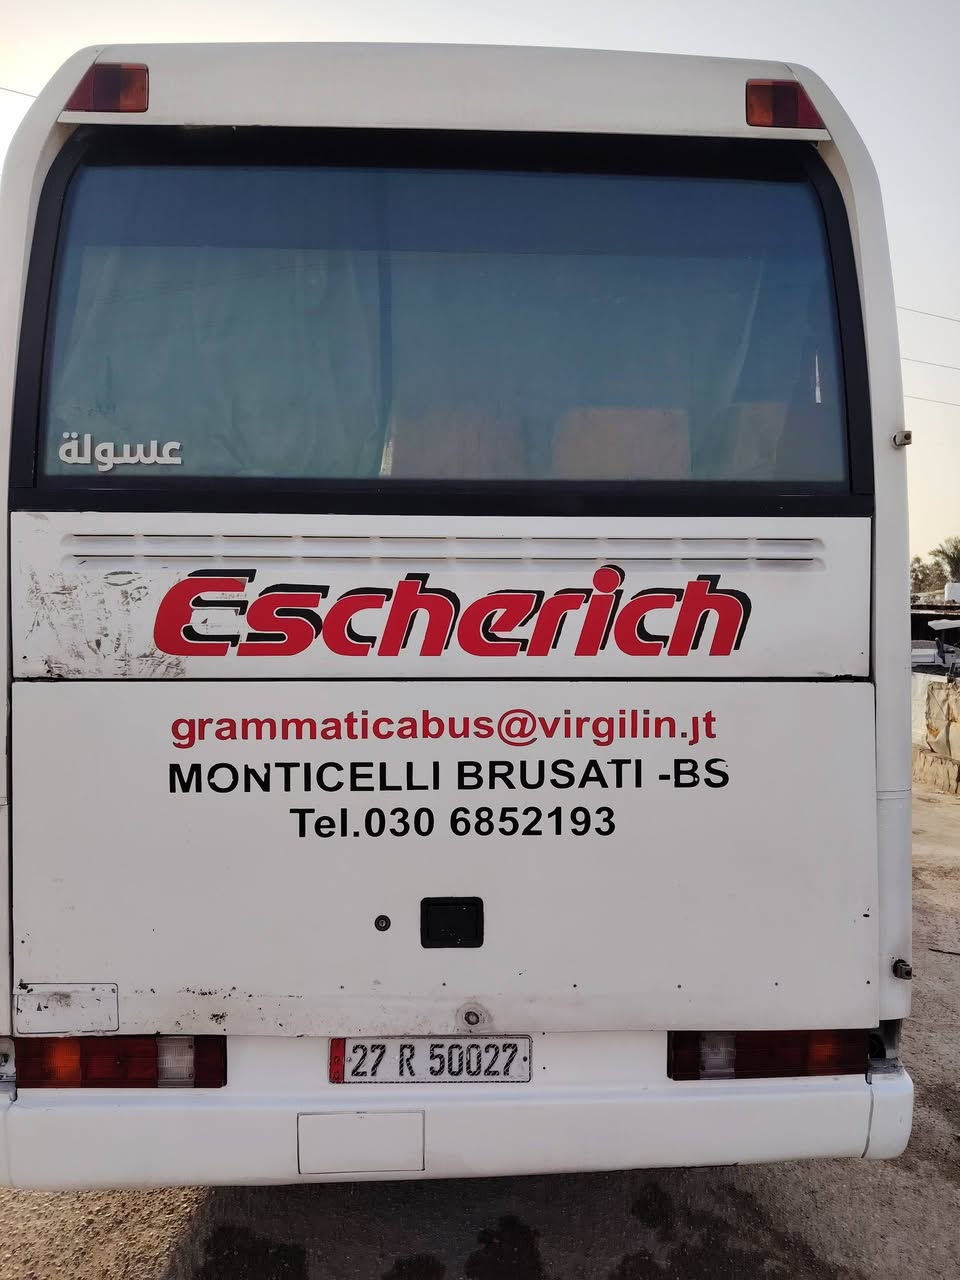 عسولة
Escherich
grammaticabus@virgilin.jt
MONTICELLI BRUSATI -BS
Tel.030 6852193
27 R 50027